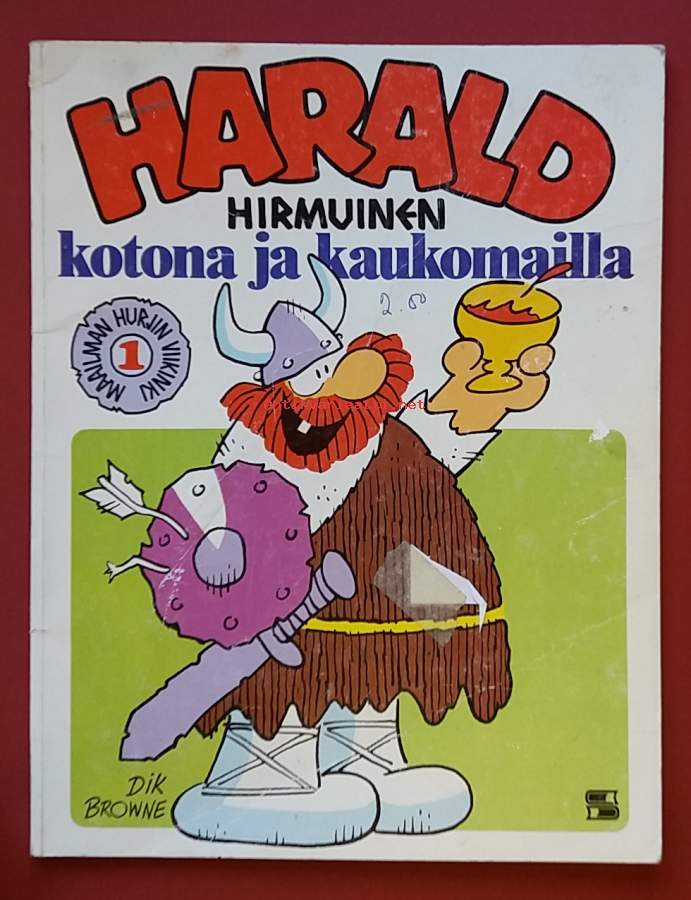 HARALD
HIRMUINEN
kotona ja kaukomailla
2.50
MAAILMAN HURJIN VIIKINKI
1
DIK
BROWNE